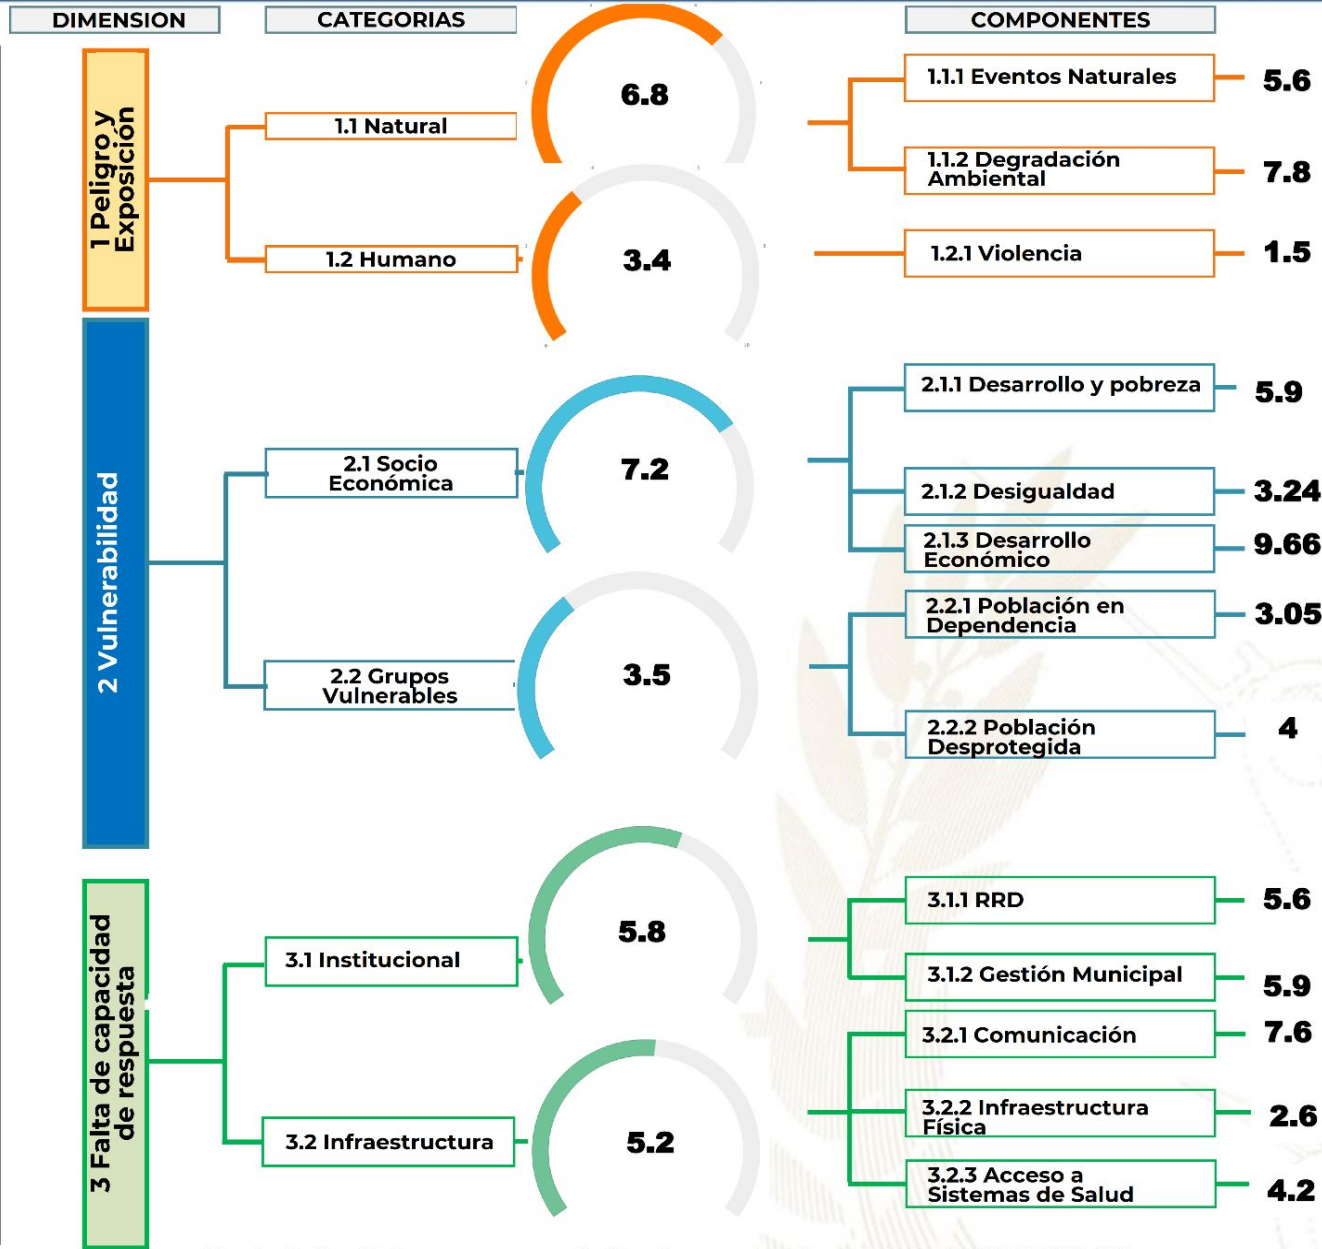 DIMENSION
CATEGORIAS
COMPONENTES
1 Peligro y
Exposición
1.1 Natural
6.8
1.1.1 Eventos Naturales
5.6
1.1.2 Degradación
Ambiental
7.8
1.2 Humano
3.4
1.2.1 Violencia
1.5
2 Vulnerabilidad
2.1 Socio
Económica
7.2
2.1.1 Desarrollo y pobreza
5.9
2.1.2 Desigualdad
3.24
2.1.3 Desarrollo
Económico
9.66
2.2 Grupos
Vulnerables
3.5
2.2.1 Población en
Dependencia
3.05
2.2.2 Población
Desprotegida
4
3 Falta de capacidad
de respuesta
3.1 Institucional
5.8
3.1.1 RRD
5.6
3.1.2 Gestión Municipal
5.9
3.2 Infraestructura
5.2
3.2.1 Comunicación
7.6
3.2.2 Infraestructura
Física
2.6
3.2.3 Acceso a
Sistemas de Salud
4.2